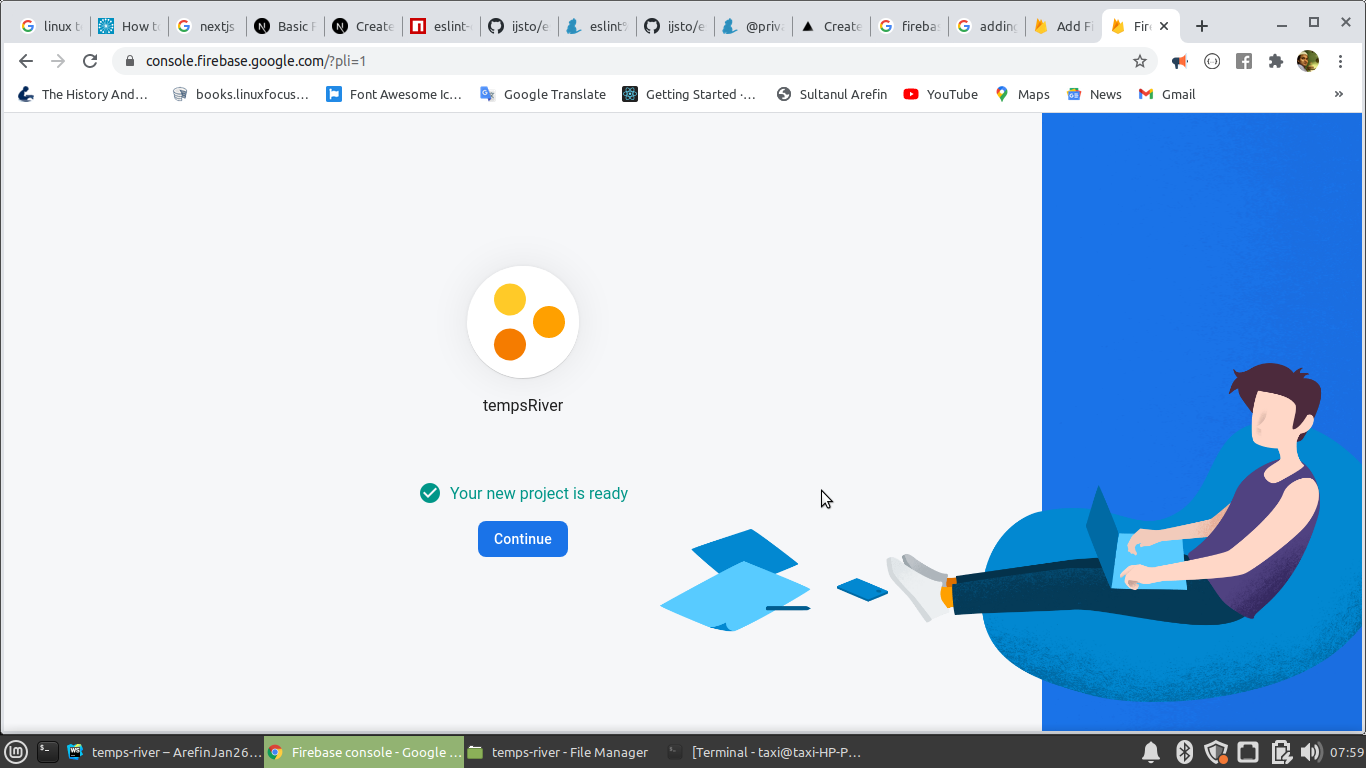 linux t
How t
nextjs
Basic F
Create
eslint-
ijsto/e
eslint
ijsto/e
@priv
Create
fireba
adding
Add Fi
Fire
console.firebase.google.com/?pli=1
The History And...
books.linuxfocus...
Font Awesome Ic...
Google Translate
Getting Started ·...
Sultanul Arefin
YouTube
Maps
News
Gmail
»
tempsRiver
Your new project is ready
Continue
temps-river – ArefinJan26...
Firebase console - Google ...
temps-river - File Manager
[Terminal - taxi@taxi-HP-P...
07:59